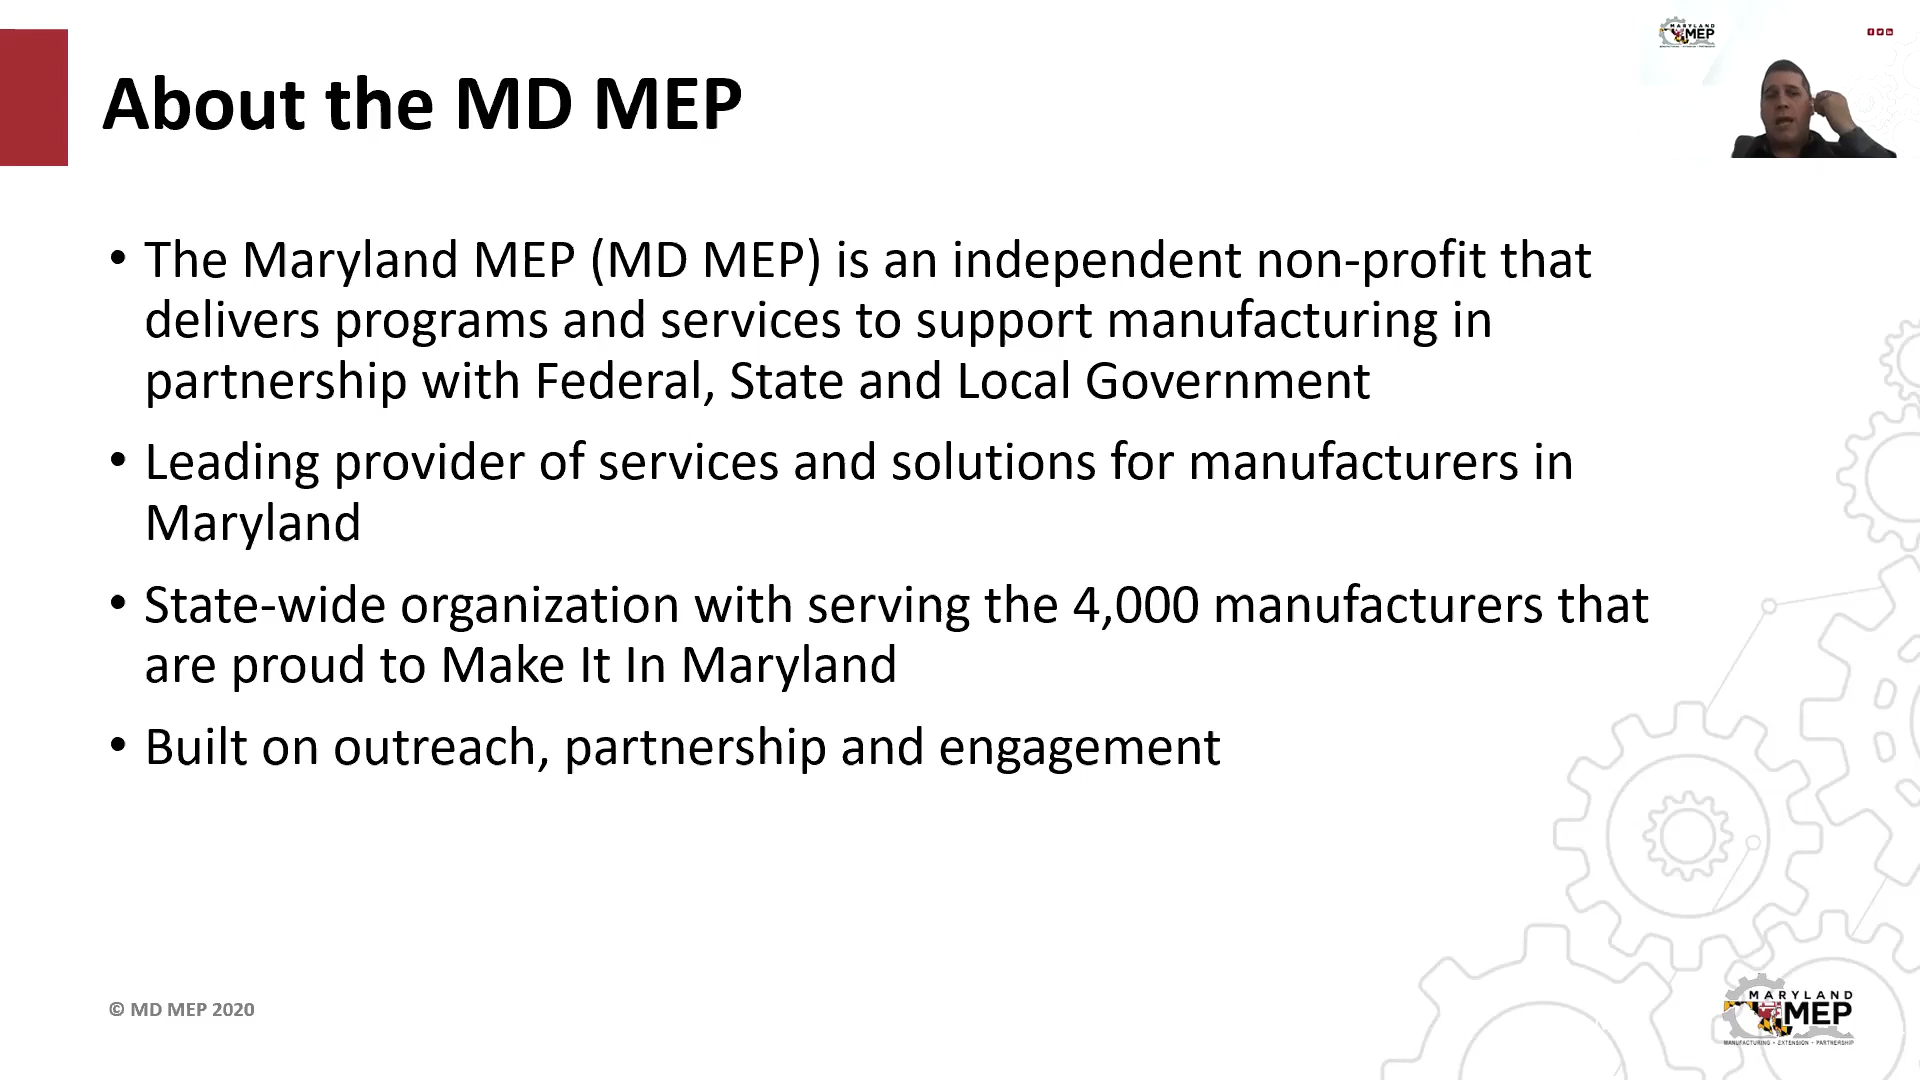 MARYLAND
MEP
About the MD MEP
• The Maryland MEP (MD MEP) is an independent non-profit that
delivers programs and services to support manufacturing in
partnership with Federal, State and Local Government
• Leading provider of services and solutions for manufacturers in
Maryland
• State-wide organization with serving the 4,000 manufacturers that
are proud to Make It In Maryland
• Built on outreach, partnership and engagement
© MD MEP 2020
MARYLAND
MEP
MANUFACTURING • EXTENSION • PARTNERSHIP